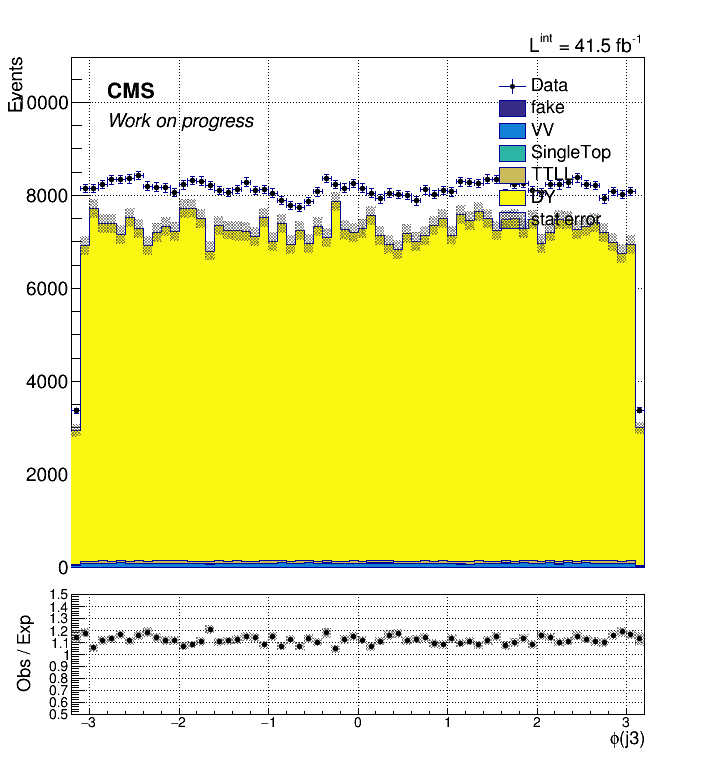 L^int = 41.5 fb^-1
Events
CMS
Work on progress
Data
fake
VV
SingleTop
TTLL
DY
stat error
10000
8000
6000
4000
2000
0
Obs / Exp
1.5
1.4
1.3
1.2
1.1
1
0.9
0.8
0.7
0.6
0.5
−3 −2 −1 0 1 2 3
ϕ(j3)